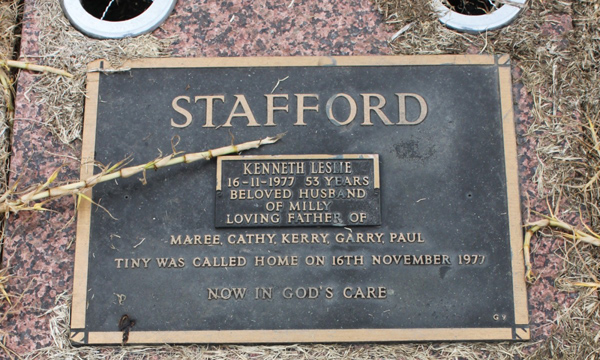 STAFFORD
KENNETH LESLIE
16-11-1977 53 YEARS
BELOVED HUSBAND
OF MILLY
LOVING FATHER OF
MAREE, CATHY, KERRY, GARRY, PAUL
TINY WAS CALLED HOME ON 16TH NOVEMBER 1977
NOW IN GOD'S CARE